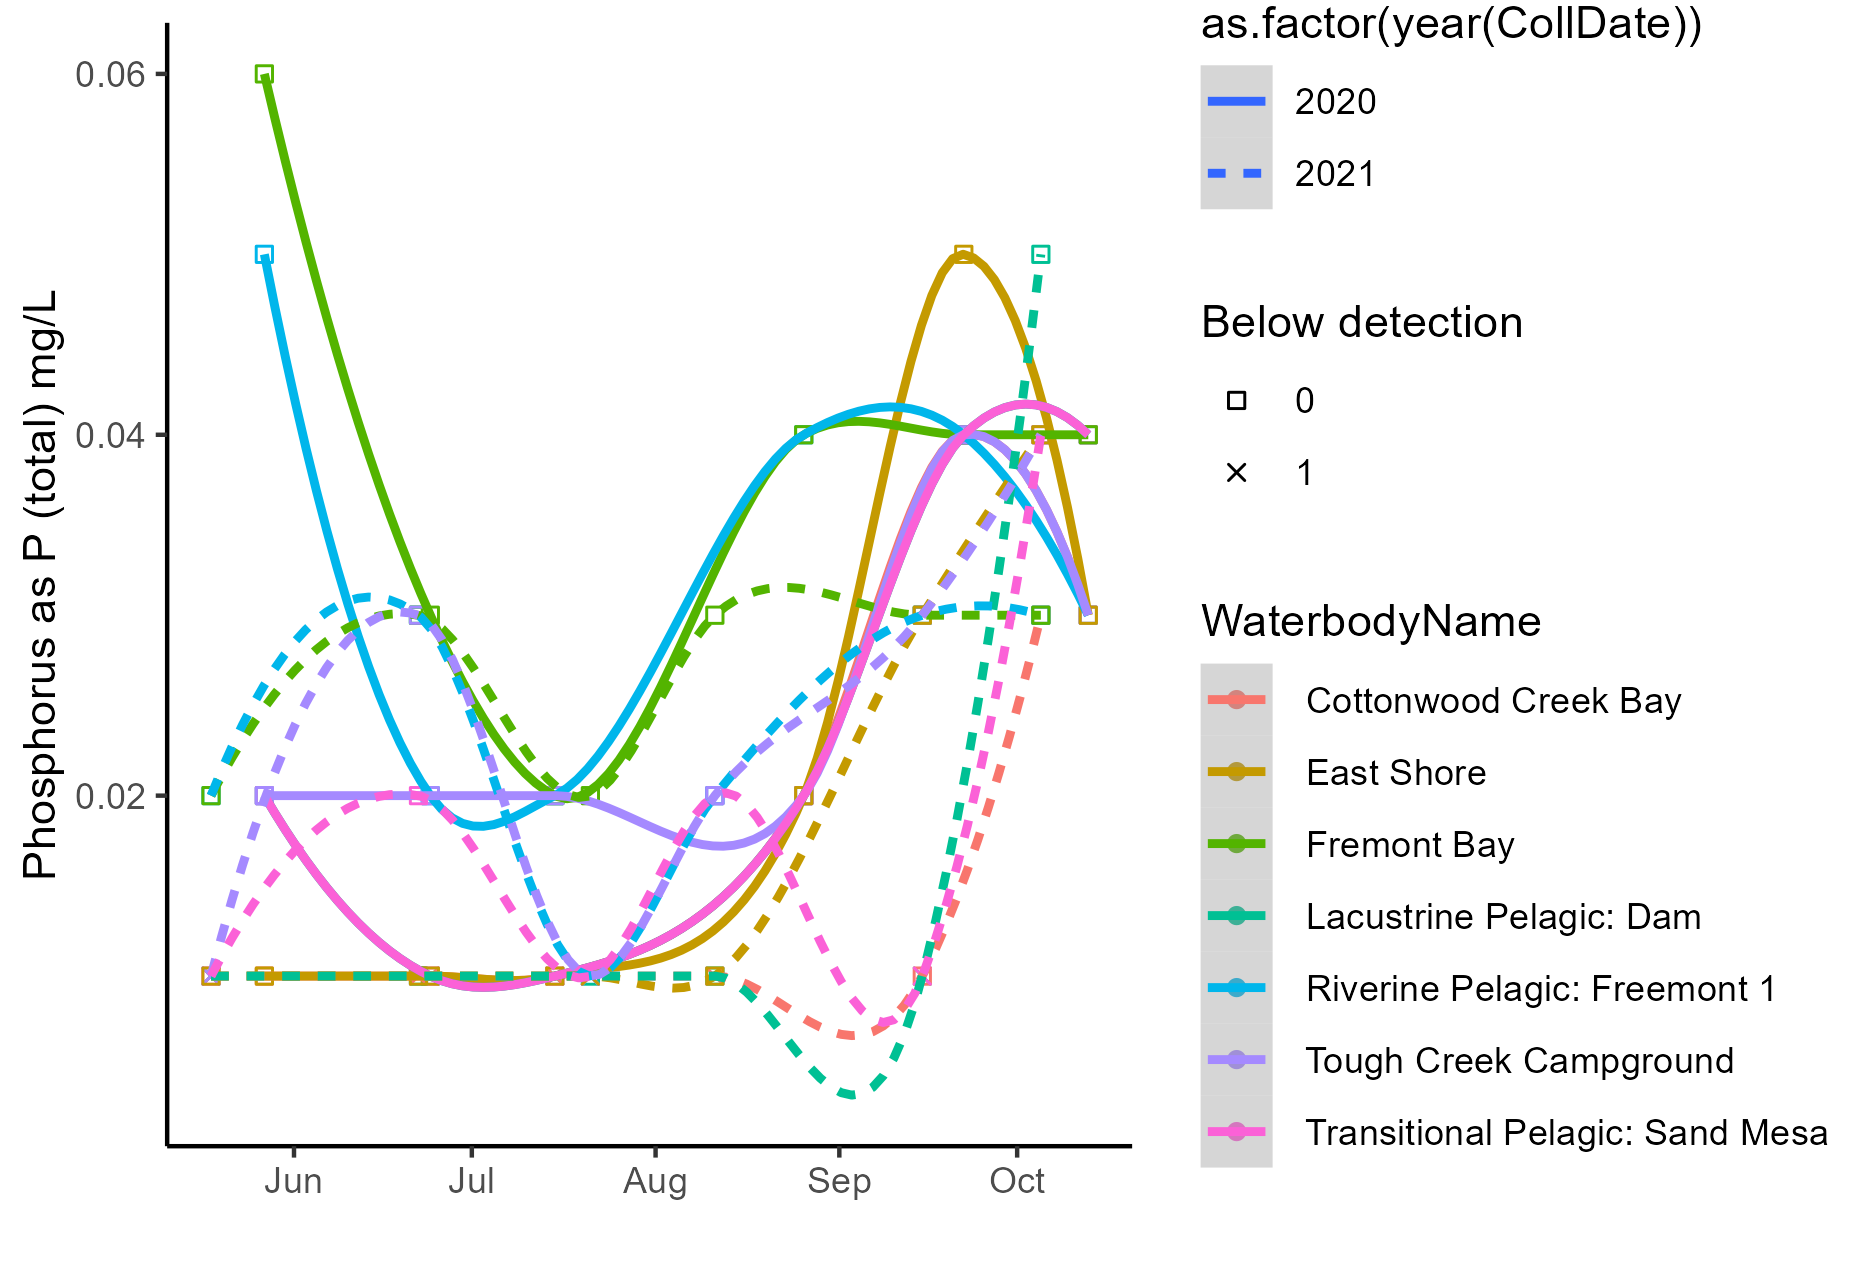 Phosphorus as P (total) mg/L
0.06
0.04
0.02
Jun Jul Aug Sep Oct
as.factor(year(CollDate))
2020
2021
Below detection
0
1
WaterbodyName
Cottonwood Creek Bay
East Shore
Fremont Bay
Lacustrine Pelagic: Dam
Riverine Pelagic: Freemont 1
Tough Creek Campground
Transitional Pelagic: Sand Mesa